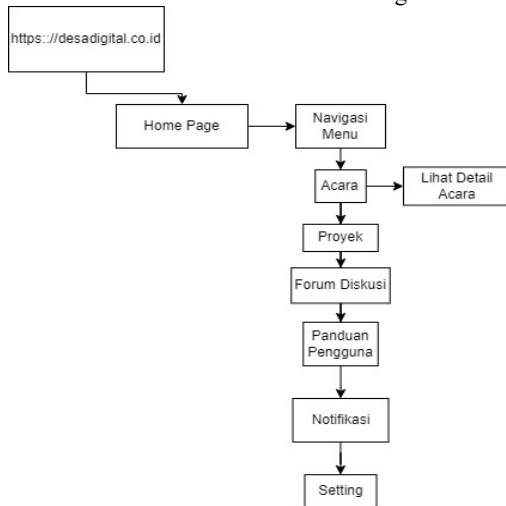 https:://desadigital.co.id
Home Page
Navigasi
Menu
Acara
Lihat Detail
Acara
Proyek
Forum Diskusi
Panduan
Pengguna
Notifikasi
Setting